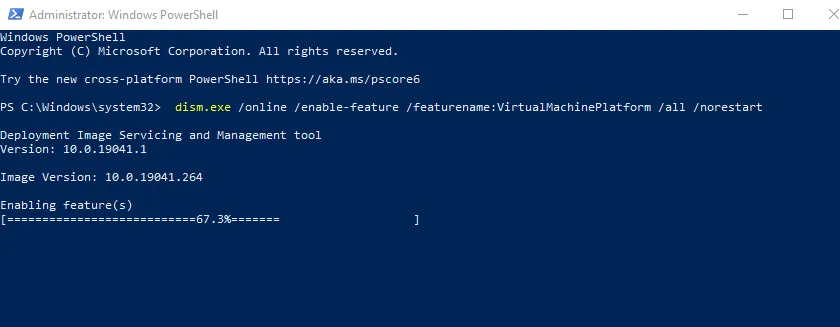 Administrator: Windows PowerShell
Windows PowerShell
Copyright (C) Microsoft Corporation. All rights reserved.
Try the new cross-platform PowerShell https://aka.ms/pscore6
PS C:\Windows\system32>  dism.exe /online /enable-feature /featurename:VirtualMachinePlatform /all /norestart
Deployment Image Servicing and Management tool
Version: 10.0.19041.1
Image Version: 10.0.19041.264
Enabling feature(s)
[===========================67.3%=======                   ]